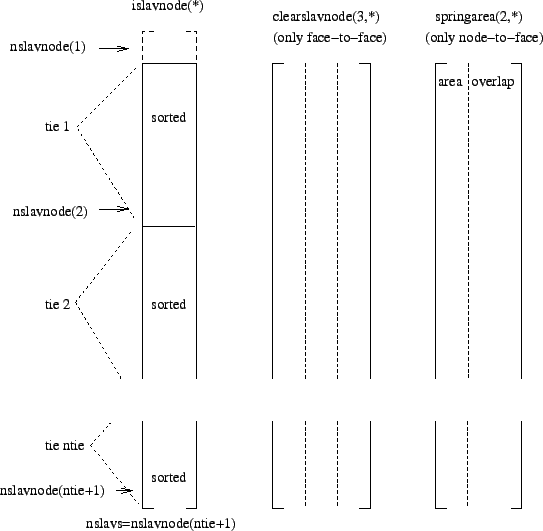 islavnode(*)
clearslavnode(3,*)
springarea(2,*)
(only face−to−face)
(only node−to−face)
nslavnode(1)
area
overlap
sorted
tie 1
nslavnode(2)
tie 2
sorted
tie ntie
sorted
nslavnode(ntie+1)
nslavs=nslavnode(ntie+1)